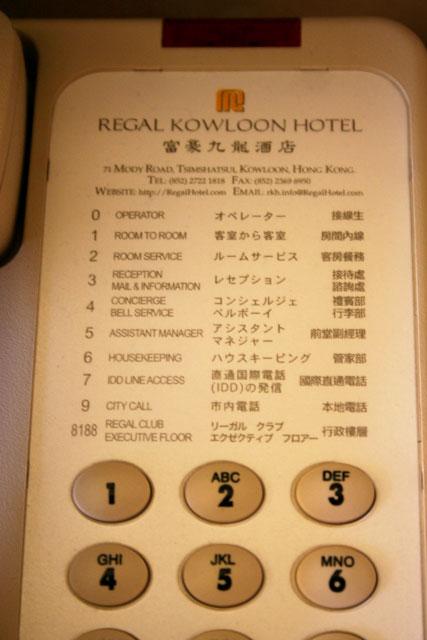 REGAL KOWLOON HOTEL
富豪九龍酒店
71 MODY ROAD, TSIMSHATSUI, KOWLOON, HONG KONG.
TEL: (852) 2722 1818 FAX: (852) 2369 6950
WEBSITE: http://RegalHotel.com EMAIL: rkh.info@RegalHotel.com
0 OPERATOR オペレーター 接線生
1 ROOM TO ROOM 客室から客室 房間內線
2 ROOM SERVICE ルームサービス 客房餐務
3 RECEPTION MAIL & INFORMATION レセプション 接待處 諮詢處
4 CONCIERGE BELL SERVICE コンシェルジェ ベルボーイ 禮賓部 行李部
5 ASSISTANT MANAGER アシスタント マネジャー 前堂副經理
6 HOUSEKEEPING ハウスキーピング 管家部
7 IDD LINE ACCESS 直通国際電話 (IDD)の発信 國際直通電話
9 CITY CALL 市内電話 本地電話
8188 REGAL CLUB EXECUTIVE FLOOR リーガル クラブ エクゼクティブ フロアー 行政樓層
1 ABC 2 DEF 3
GHI 4 JKL 5 MNO 6